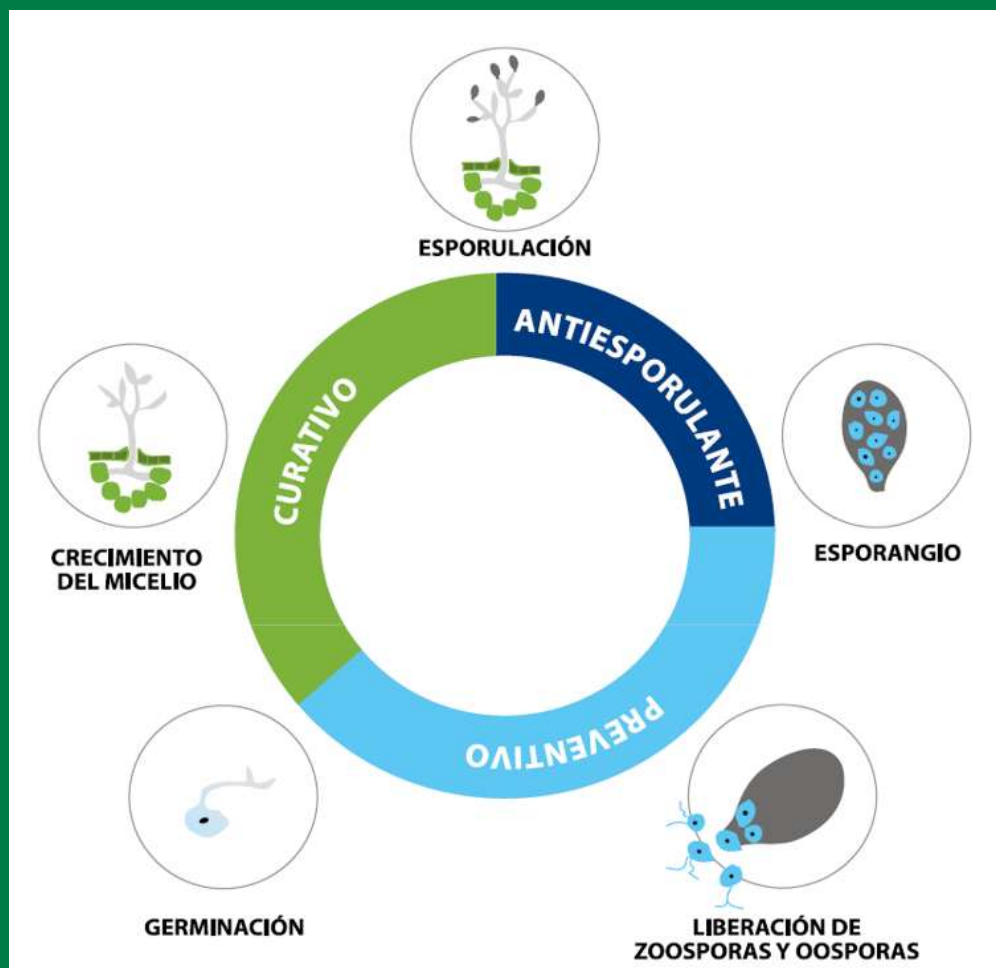 ESPORULACIÓN
ANTIESPORULANTE
CURATIVO
ESPORANGIO
CRECIMIENTO
DEL MICELIO
PREVENTIVO
GERMINACIÓN
LIBERACIÓN DE
ZOOSPORAS Y OOSPORAS